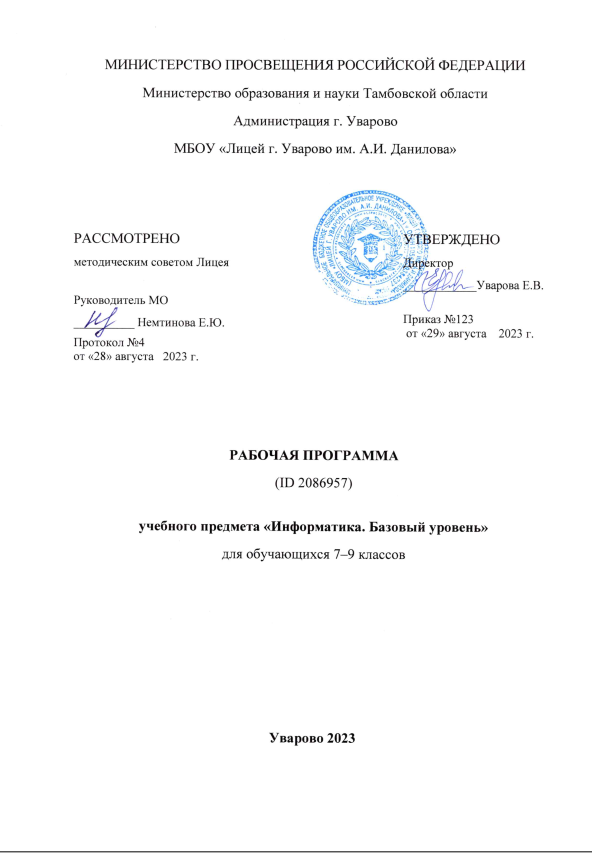 МИНИСТЕРСТВО ПРОСВЕЩЕНИЯ РОССИЙСКОЙ ФЕДЕРАЦИИ
Министерство образования и науки Тамбовской области
Администрация г. Уварово
МБОУ «Лицей г. Уварово им. А.И. Данилова»
РАССМОТРЕНО
методическим советом Лицея
Руководитель МО
Немтинова Е.Ю.
Протокол №4
от «28» августа 2023 г.
УТВЕРЖДЕНО
Директор
Уварова Е.В.
Приказ №123
от «29» августа 2023 г.
РАБОЧАЯ ПРОГРАММА
(ID 2086957)
учебного предмета «Информатика. Базовый уровень»
для обучающихся 7–9 классов
Уварово 2023